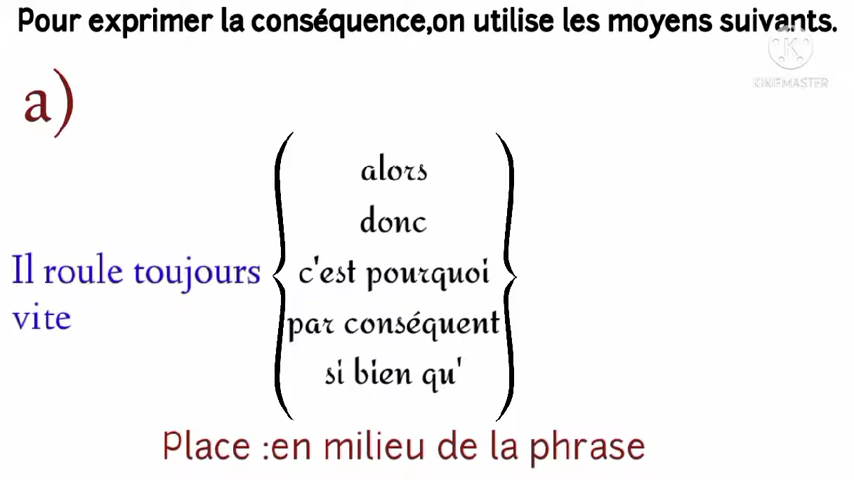 Pour exprimer la conséquence,on utilise les moyens suivants.
KINEMASTER
a)
alors
donc
Il roule toujours
vite
c'est pourquoi
par conséquent
si bien qu'
Place :en milieu de la phrase